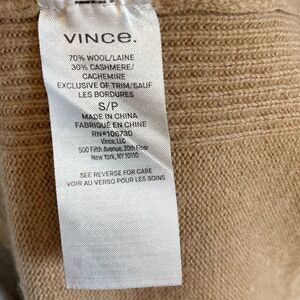 VINCE.
70% WOOL/LAINE
30% CASHMERE/
CACHEMIRE
EXCLUSIVE OF TRIM/SAUF
LES BORDURES
S/P
MADE IN CHINA
FABRIQUÉ EN CHINE
RN#106730
Vince, LLC
500 Fifth Avenue, 20th Floor
New York, NY 10110
SEE REVERSE FOR CARE
VOIR AU VERSO POUR LES SOINS